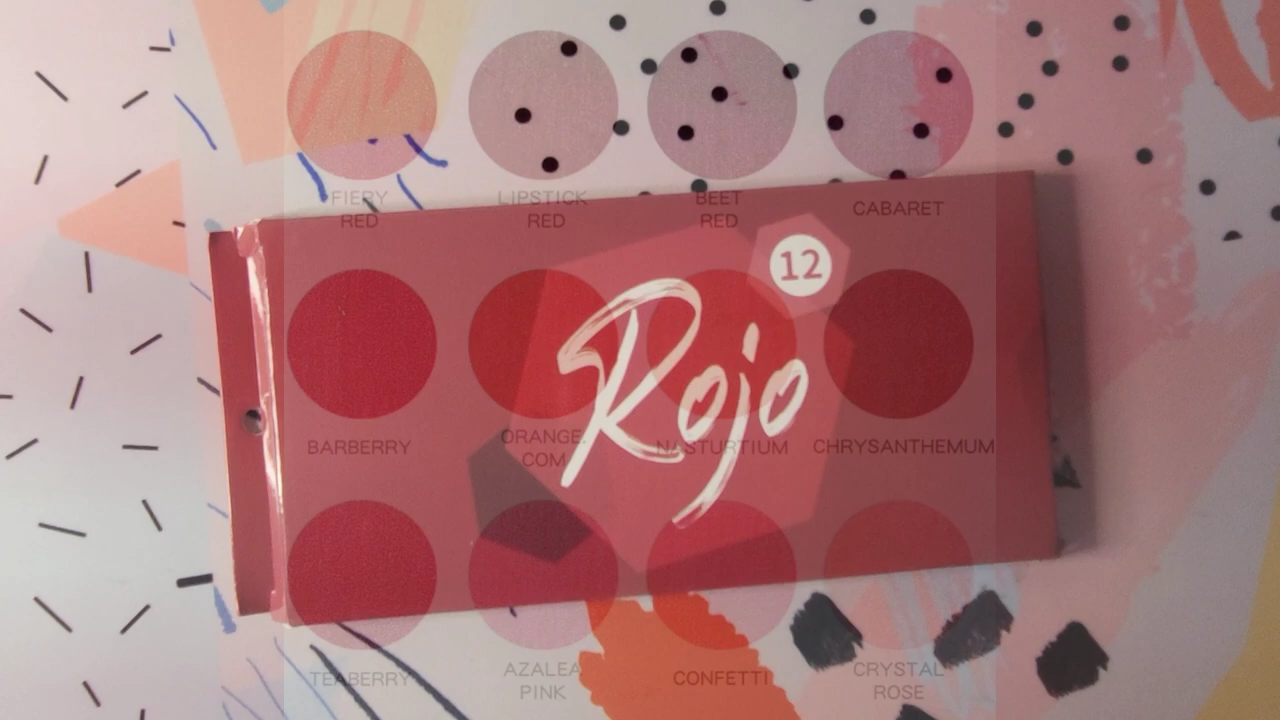 FIERY
RED
LIPSTICK
RED
BEET
RED
CABARET
12
Rojo
BARBERRY
ORANGE.
COM
NASTURTIUM
CHRYSANTHEMUM
TEABERRY
AZALEA
PINK
CONFETTI
CRYSTAL
ROSE